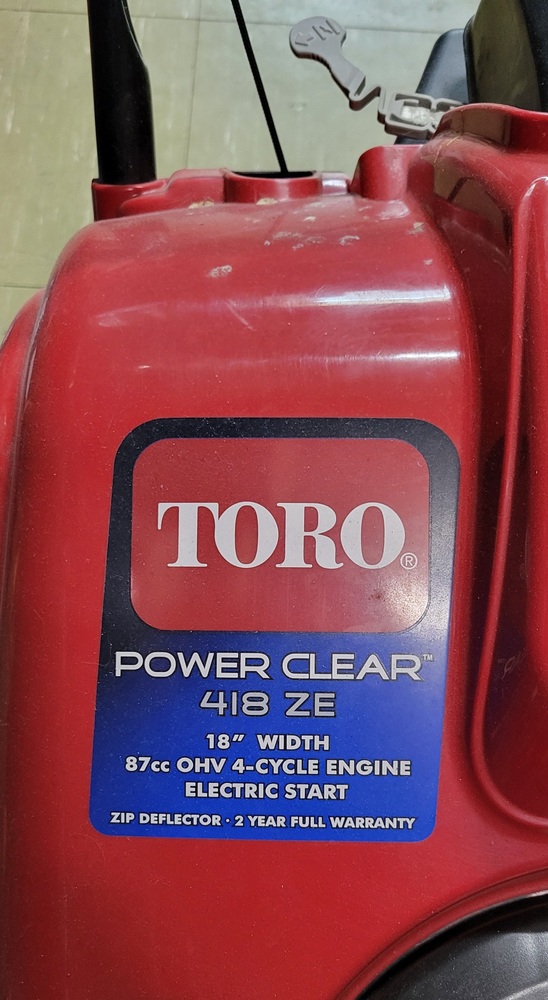 TORO®
POWER CLEAR™
418 ZE
18" WIDTH
87cc OHV 4-CYCLE ENGINE
ELECTRIC START
ZIP DEFLECTOR · 2 YEAR FULL WARRANTY